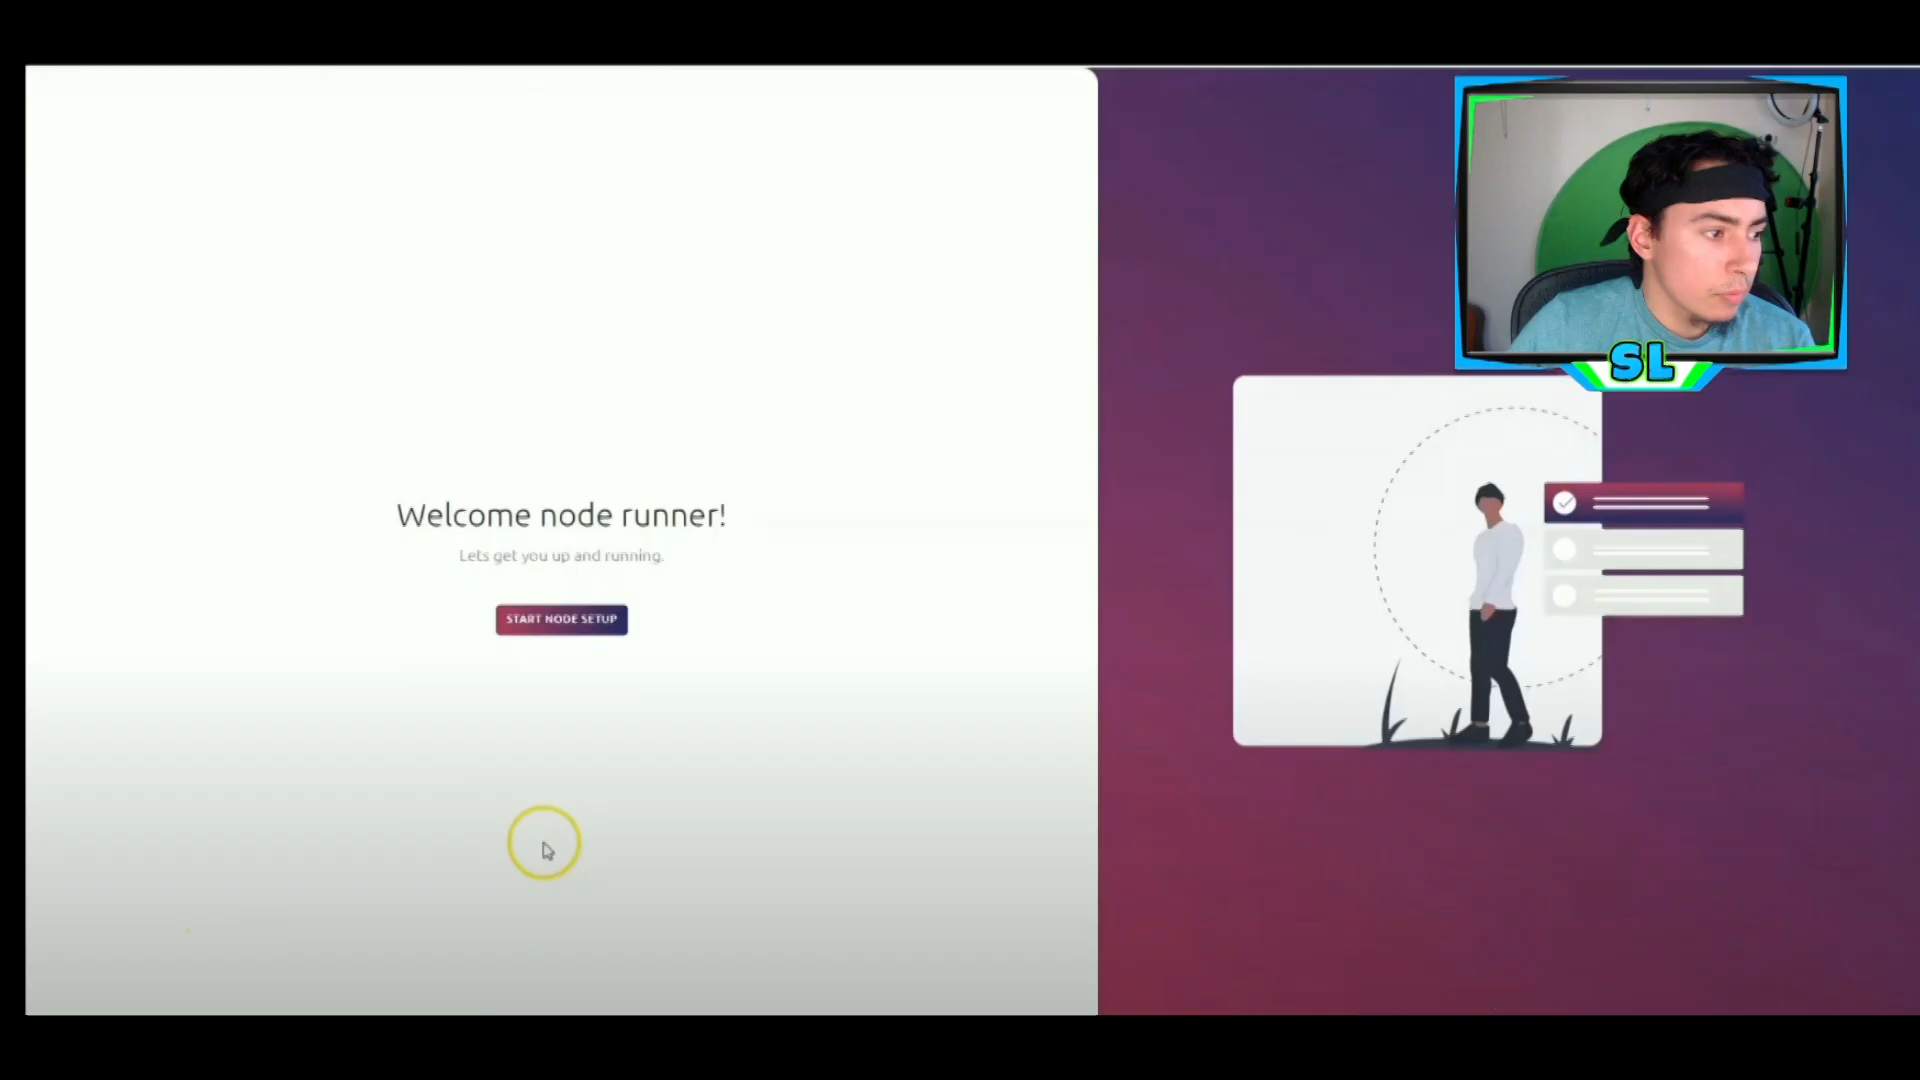 SL
Welcome node runner!
Lets get you up and running.
START NODE SETUP